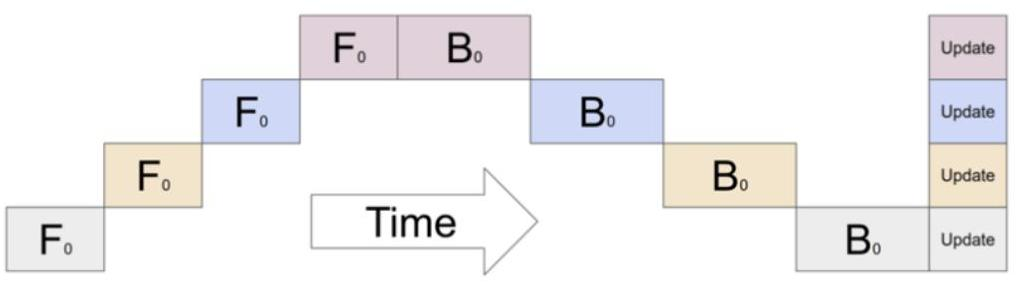 F₀ B₀ Update
F₀ B₀ Update
F₀ B₀ Update
Time
F₀ B₀ Update